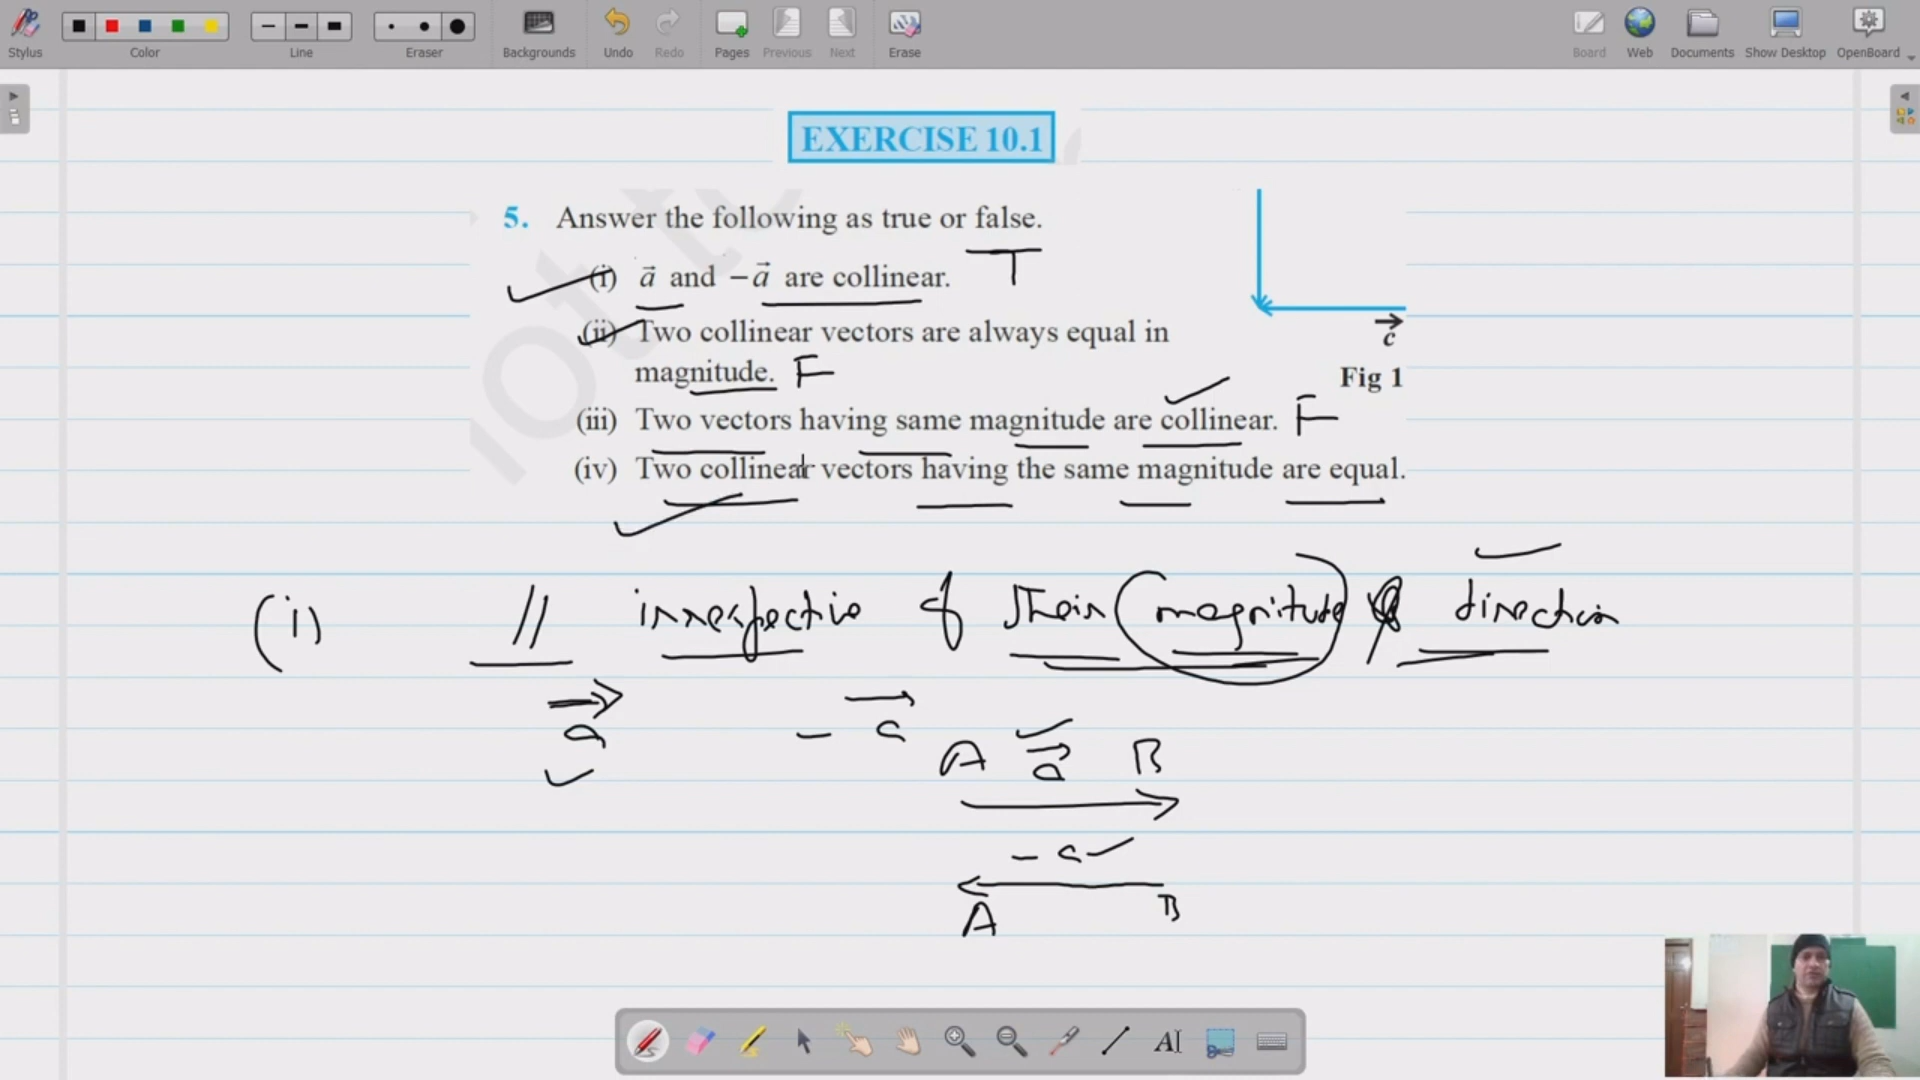 Stylus
Color
Line
Eraser
Backgrounds
Undo
Redo
Pages
Previous
Next
Erase
Board
Web
Documents
Show Desktop
OpenBoard
EXERCISE 10.1
5. Answer the following as true or false.
(i) a⃗ and −a⃗ are collinear. T
(ii) Two collinear vectors are always equal in
magnitude. F
(iii) Two vectors having same magnitude are collinear. F
(iv) Two collinear vectors having the same magnitude are equal.
c⃗
Fig 1
(i) // irrespective of their (magnitude) & direction
a⃗ − a⃗
A a⃗ B
− a
A B
AI